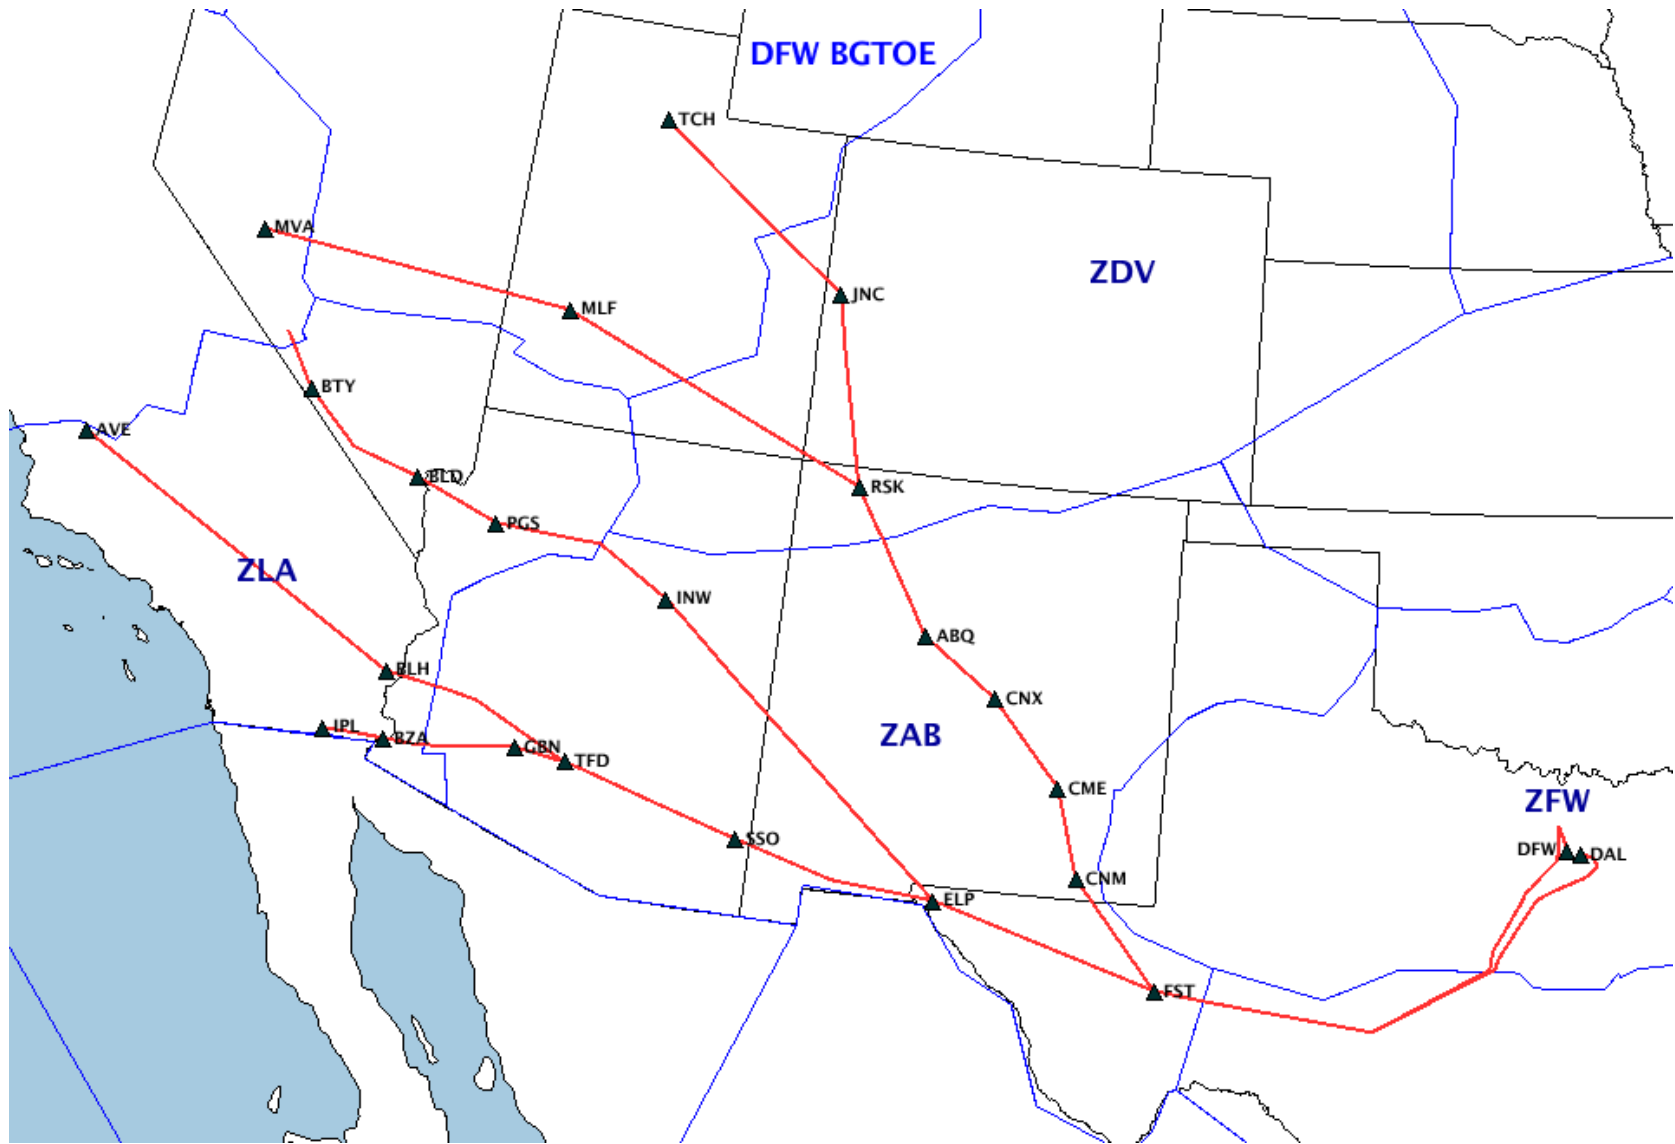 DFW BGTOE
TCH
MVA
ZDV
JNC
MLF
BTY
AVE
BLD
RSK
PGS
ZLA
INW
ABQ
BLH
CNX
IPL
BZA
GBN
ZAB
TFD
CME
ZFW
SSO
DFW
DAL
CNM
ELP
FST